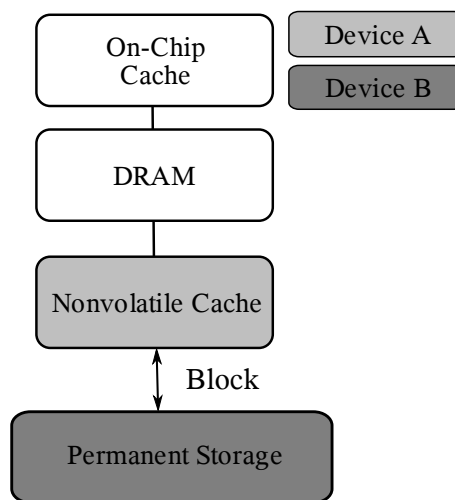 On-Chip
Cache
Device A
Device B
DRAM
Nonvolatile Cache
Block
Permanent Storage